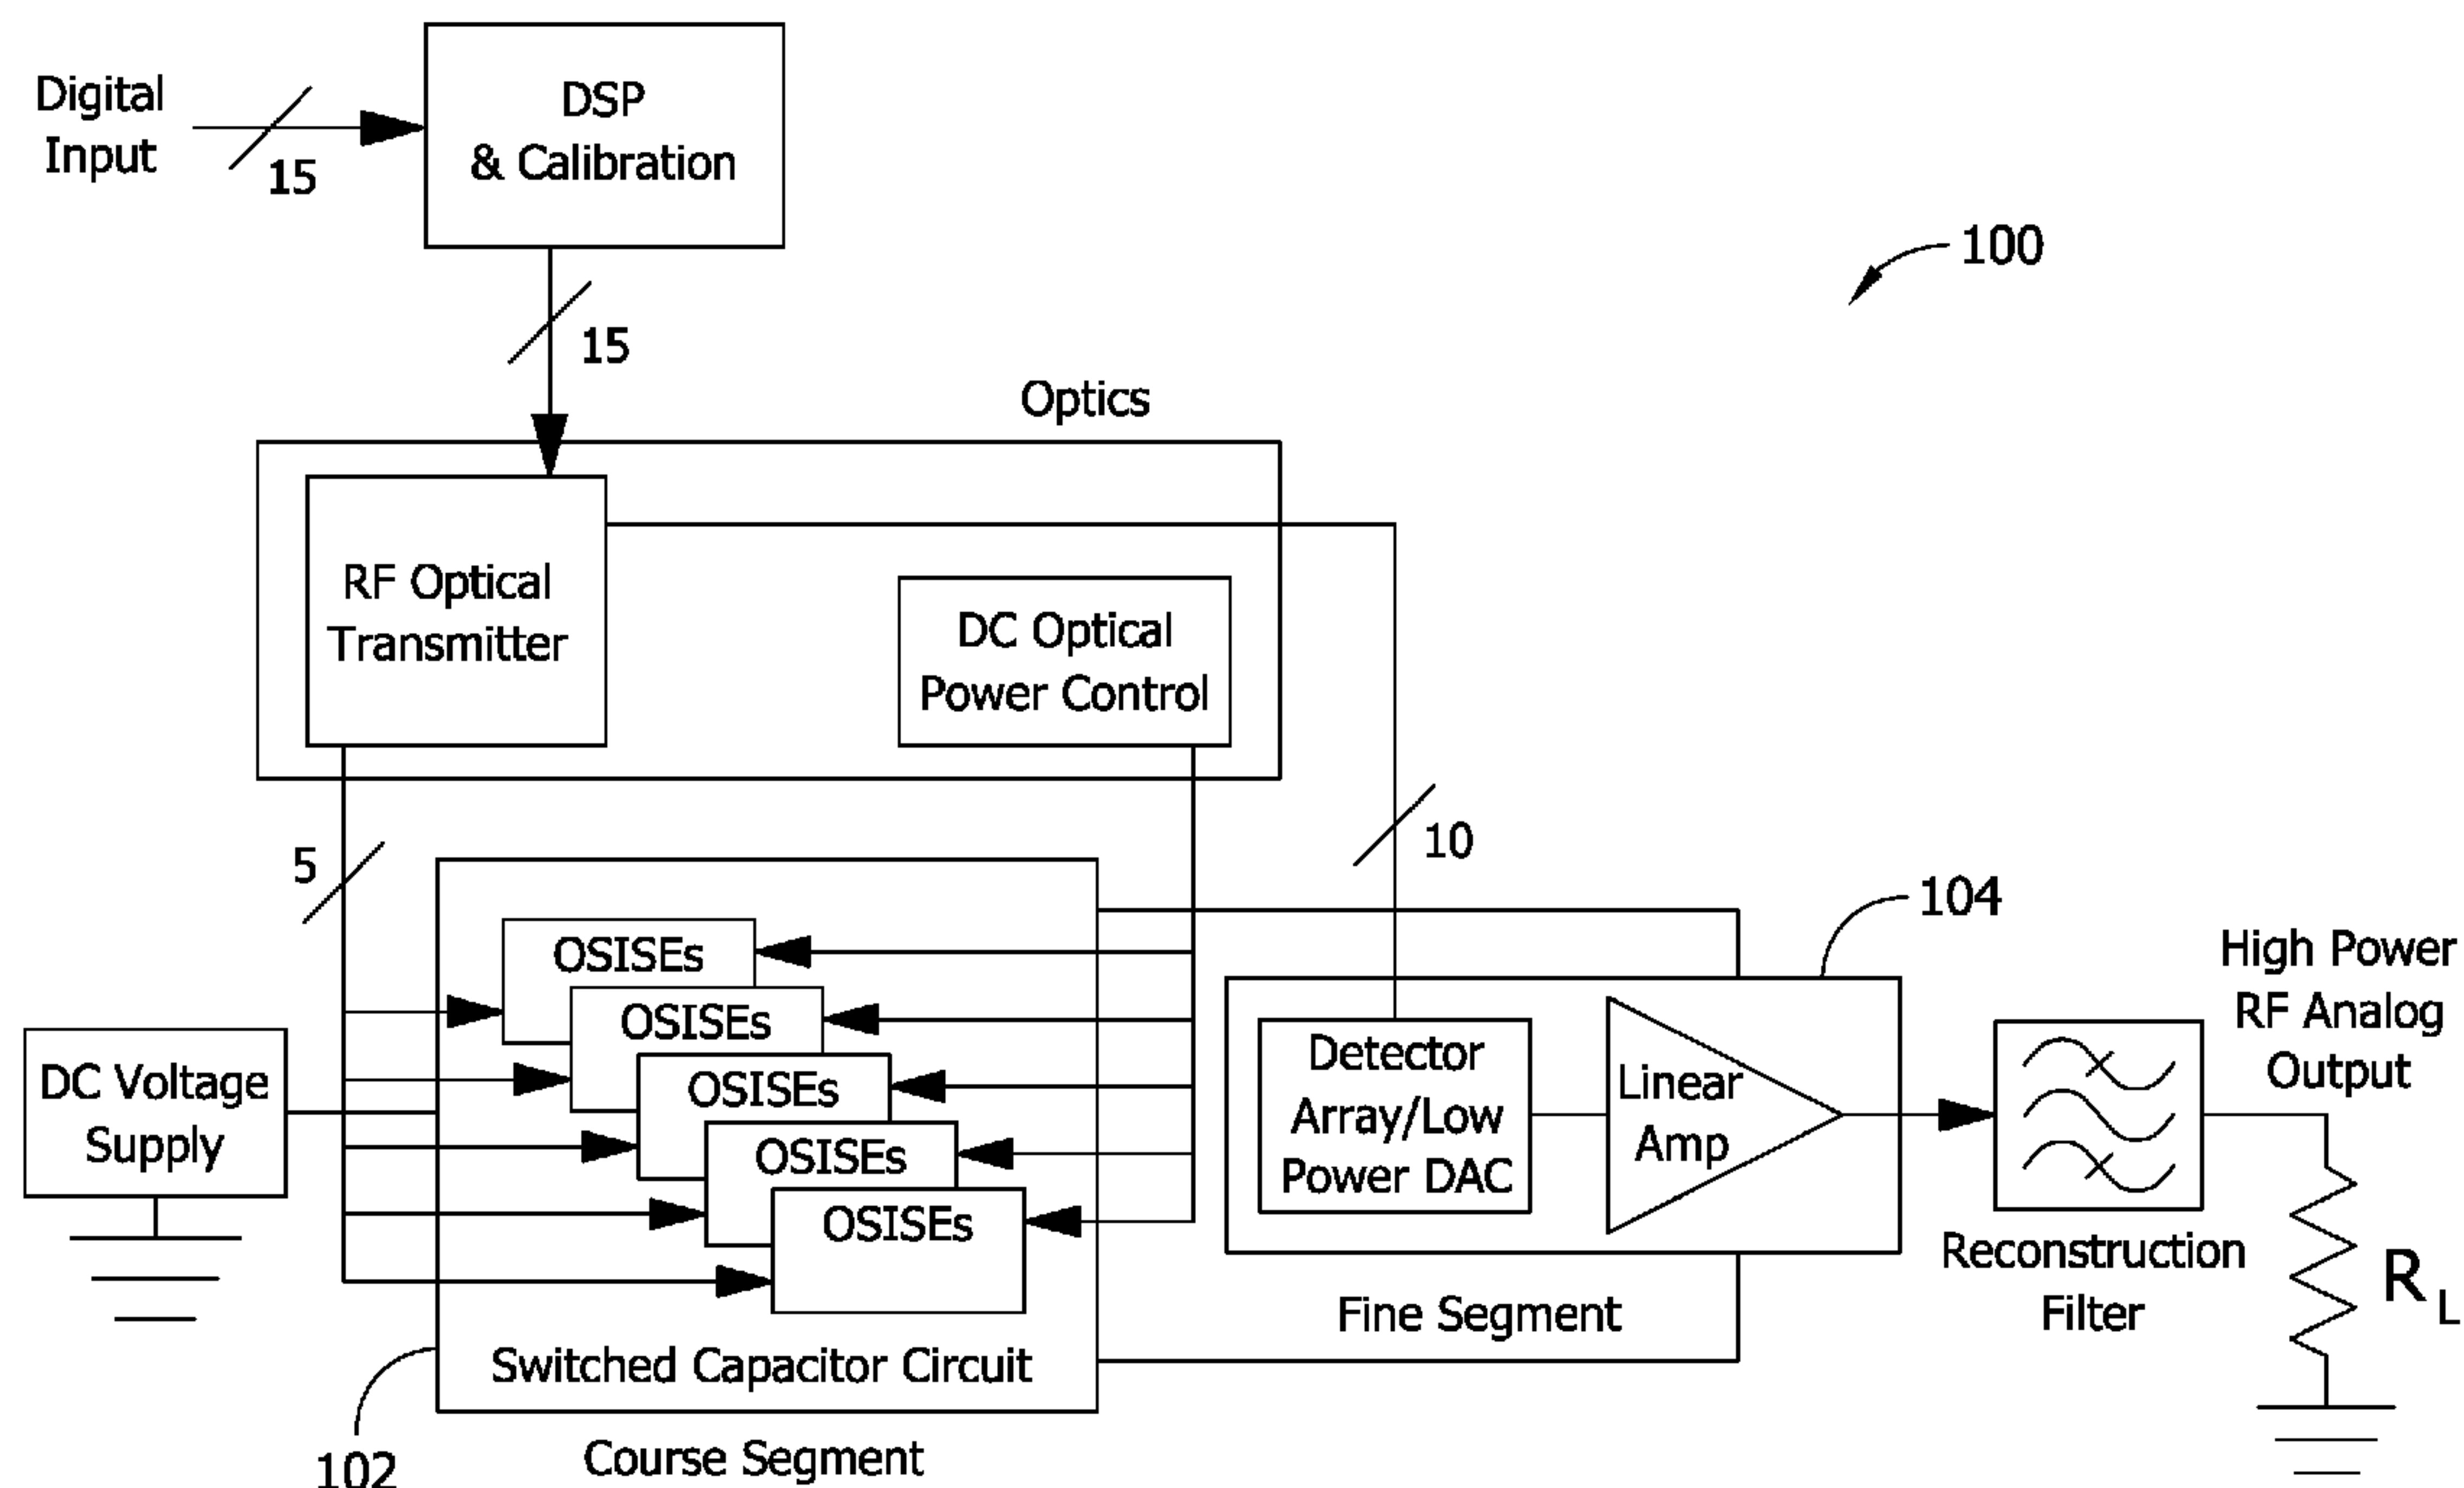 Digital
Input
15
DSP
& Calibration
100
15
Optics
RF Optical
Transmitter
DC Optical
Power Control
5
10
104
OSISEs
OSISEs
OSISEs
OSISEs
OSISEs
DC Voltage
Supply
Detector
Array/Low
Power DAC
Linear
Amp
High Power
RF Analog
Output
Reconstruction
Filter
R L
Fine Segment
Switched Capacitor Circuit
102
Course Segment